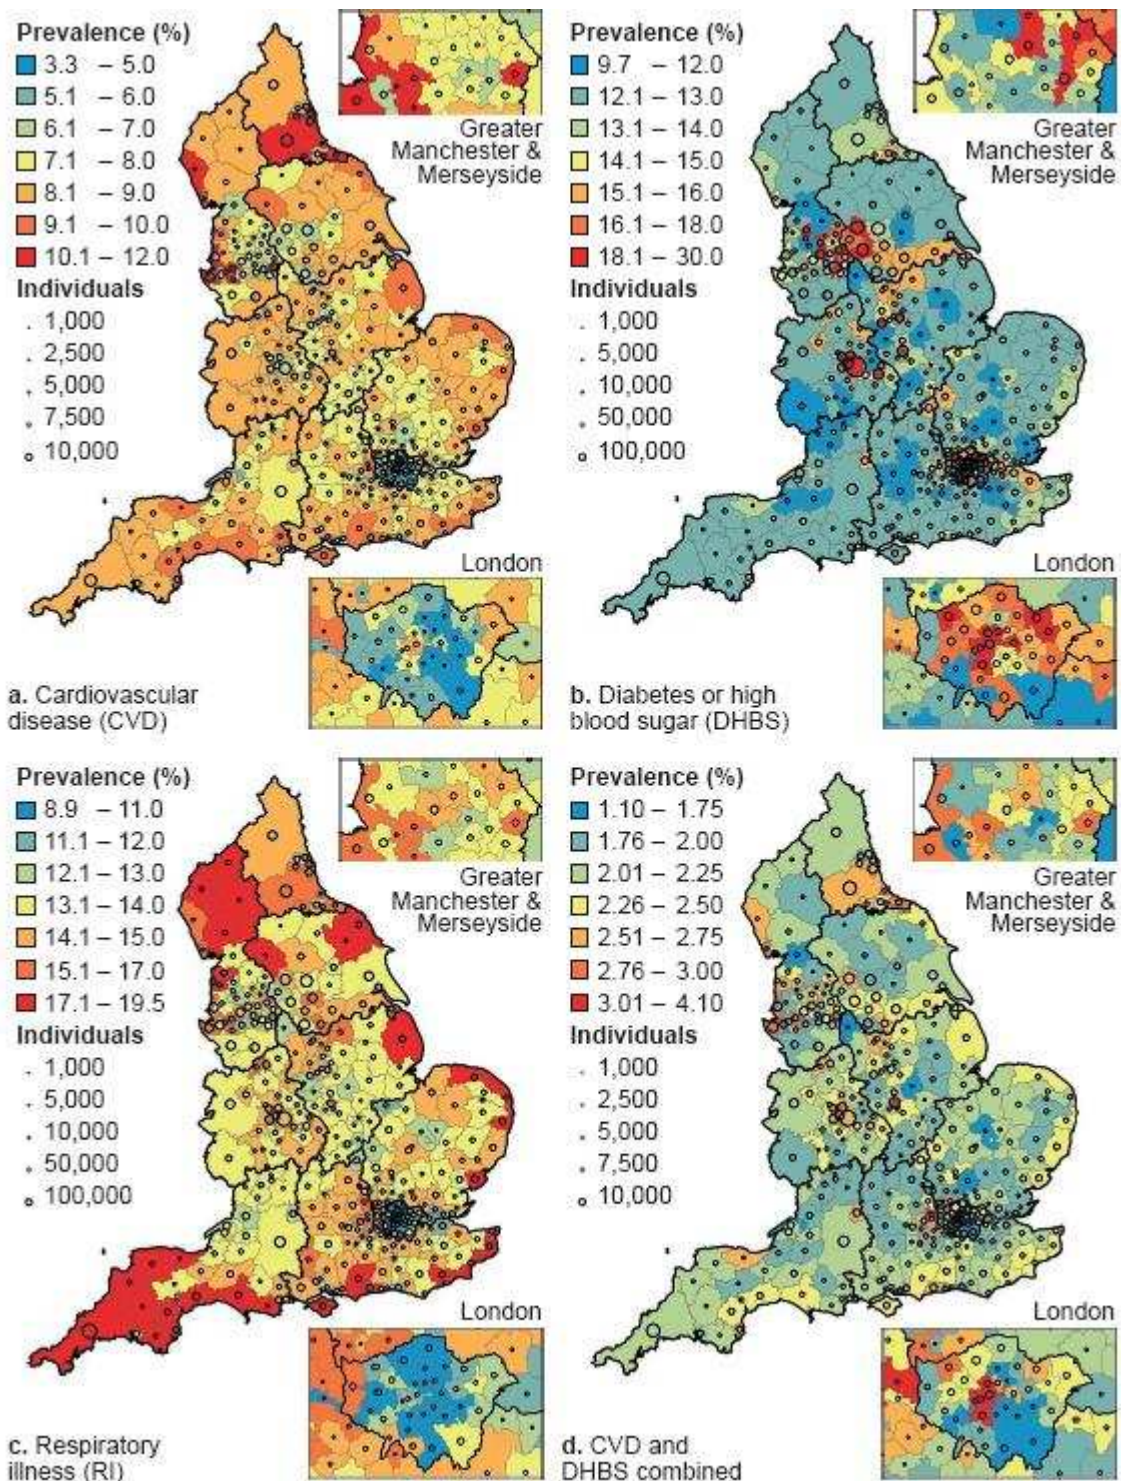 Prevalence (%)
3.3 – 5.0
5.1 – 6.0
6.1 – 7.0
7.1 – 8.0
8.1 – 9.0
9.1 – 10.0
10.1 – 12.0
Individuals
1,000
2,500
5,000
7,500
10,000
Greater
Manchester &
Merseyside
London
a. Cardiovascular
disease (CVD)
Prevalence (%)
9.7 – 12.0
12.1 – 13.0
13.1 – 14.0
14.1 – 15.0
15.1 – 16.0
16.1 – 18.0
18.1 – 30.0
Individuals
1,000
5,000
10,000
50,000
100,000
Greater
Manchester &
Merseyside
London
b. Diabetes or high
blood sugar (DHBS)
Prevalence (%)
8.9 – 11.0
11.1 – 12.0
12.1 – 13.0
13.1 – 14.0
14.1 – 15.0
15.1 – 17.0
17.1 – 19.5
Individuals
1,000
5,000
10,000
50,000
100,000
Greater
Manchester &
Merseyside
London
c. Respiratory
illness (RI)
Prevalence (%)
1.10 – 1.75
1.76 – 2.00
2.01 – 2.25
2.26 – 2.50
2.51 – 2.75
2.76 – 3.00
3.01 – 4.10
Individuals
1,000
2,500
5,000
7,500
10,000
Greater
Manchester &
Merseyside
London
d. CVD and
DHBS combined